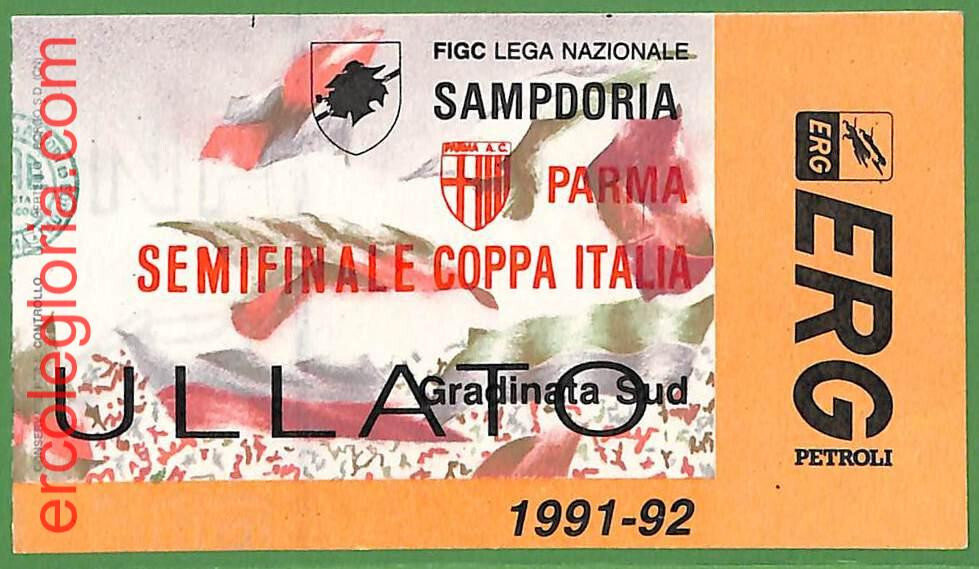 FIGC LEGA NAZIONALE
SAMPDORIA
PARMA A.C.
PARMA
SEMIFINALE COPPA ITALIA
ULLATO
Gradinata Sud
1991-92
ERG
ERG
PETROLI
CONTROLLO
ercolegloria.com